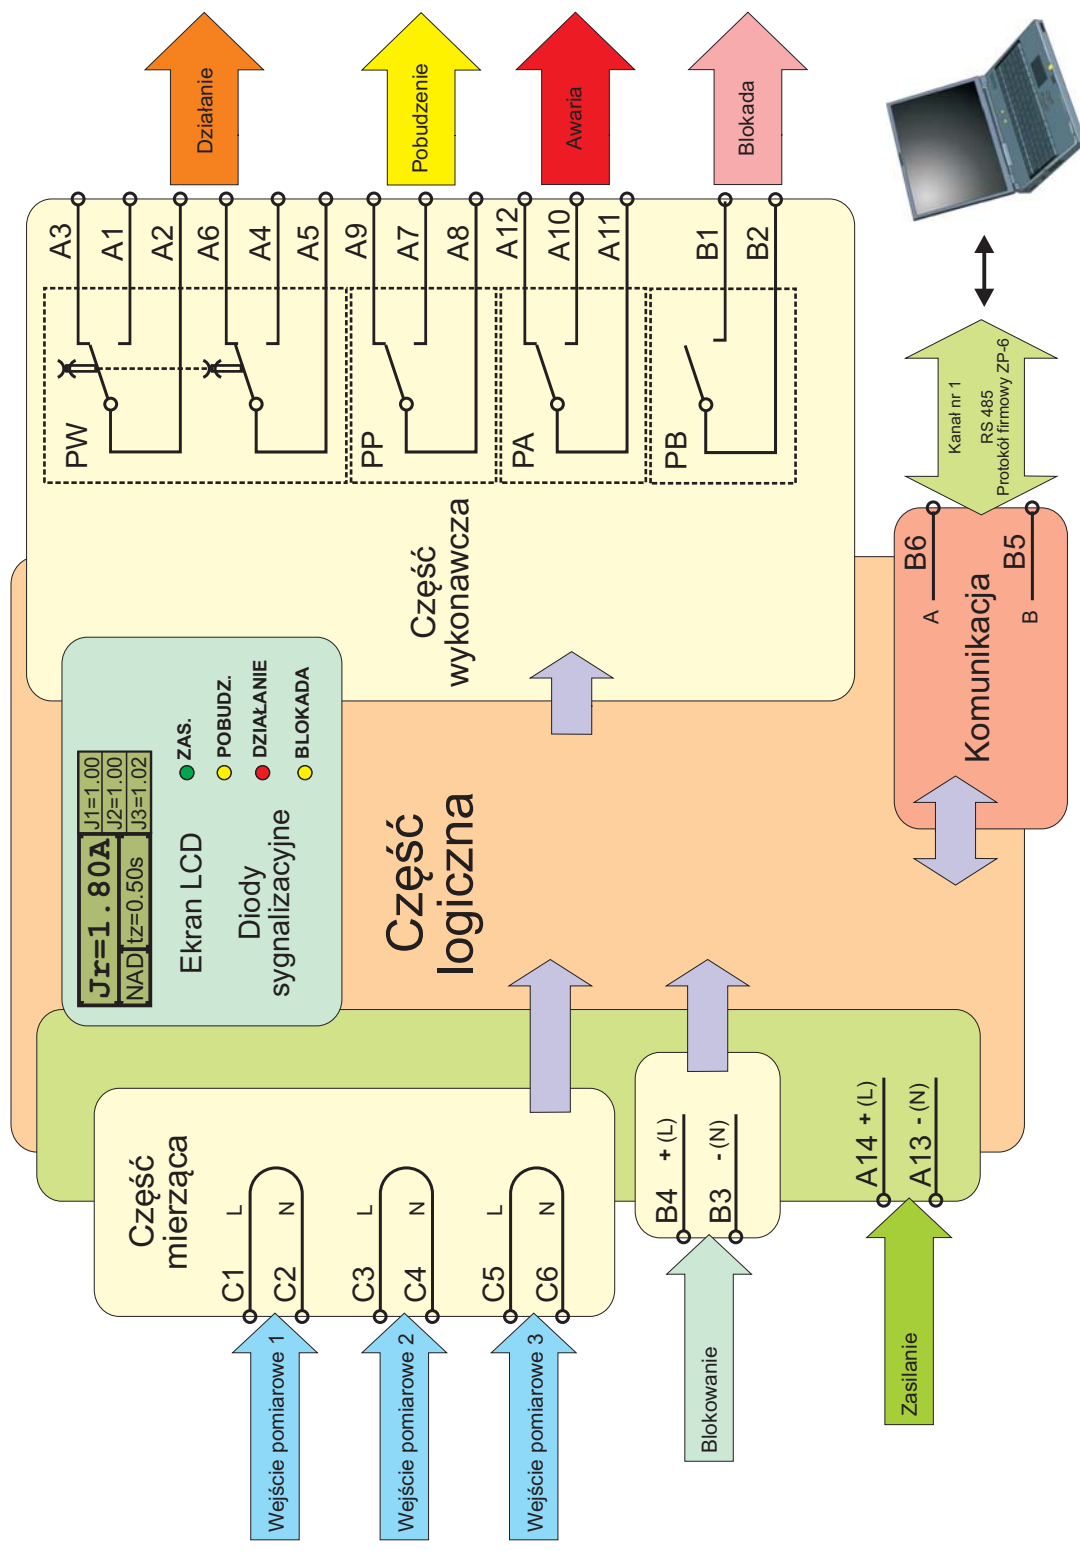 Wejście pomiarowe 1
Wejście pomiarowe 2
Wejście pomiarowe 3
Blokowanie
Zasilanie
Część
mierząca
C1
L
C2
N
C3
L
C4
N
C5
L
C6
N
B4 +(L)
B3 -(N)
A14 +(L)
A13 -(N)
Jr=1.80A
NAD
tz=0.50s
J1=1.00
J2=1.00
J3=1.02
Ekran LCD
Diody
sygnalizacyjne
ZAS.
POBUDZ.
DZIAŁANIE
BLOKADA
Część
logiczna
Część
wykonawcza
PW
PP
PA
PB
A3
A1
A2
A6
A4
A5
A9
A7
A8
A12
A10
A11
B1
B2
Działanie
Pobudzenie
Awaria
Blokada
Komunikacja
A
B6
B
B5
Kanał nr 1
RS 485
Protokół firmowy ZP-6